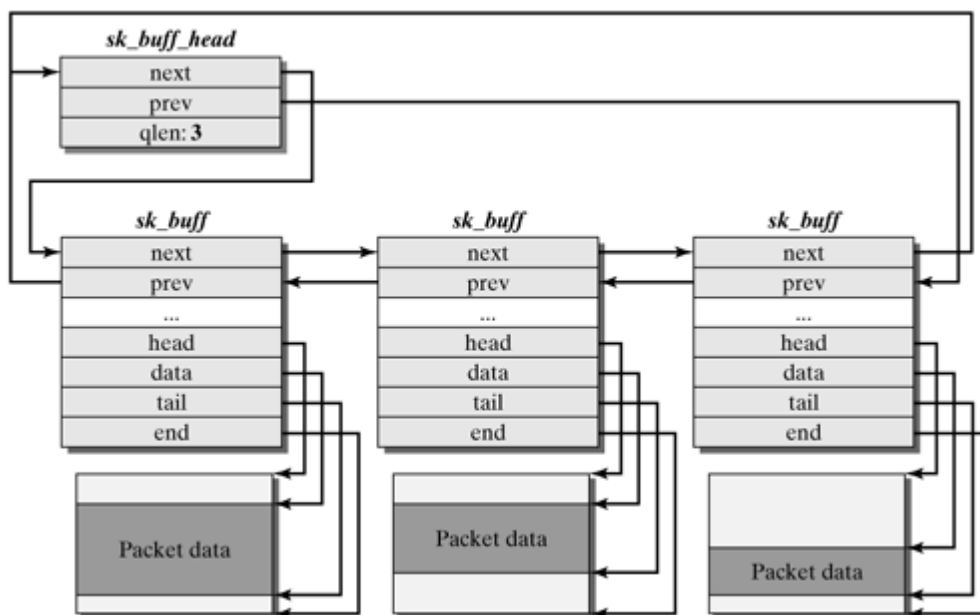 sk_buff_head
next
prev
qlen: 3
sk_buff
sk_buff
sk_buff
next
next
next
prev
prev
prev
...
...
...
head
head
head
data
data
data
tail
tail
tail
end
end
end
Packet data
Packet data
Packet data